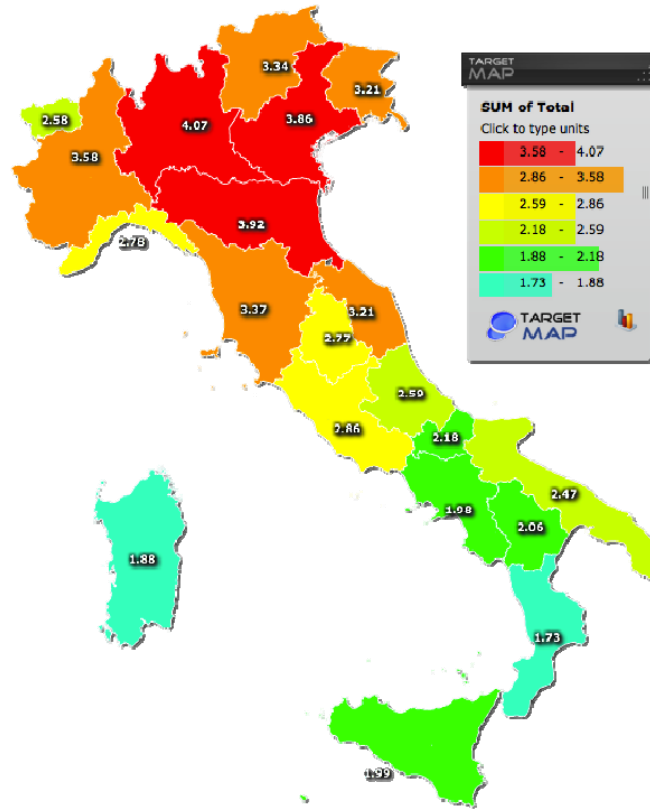 3.34
TARGET
MAP
3.21
SUM of Total
2.58
4.07
3.86
Click to type units
3.58
3.58 - 4.07
2.86 - 3.58
2.59 - 2.86
3.92
2.18 - 2.59
2.78
1.88 - 2.18
1.73 - 1.88
3.37
3.21
TARGET
MAP
2.77
2.59
2.86
2.18
2.47
1.98
2.06
1.88
1.73
1.99